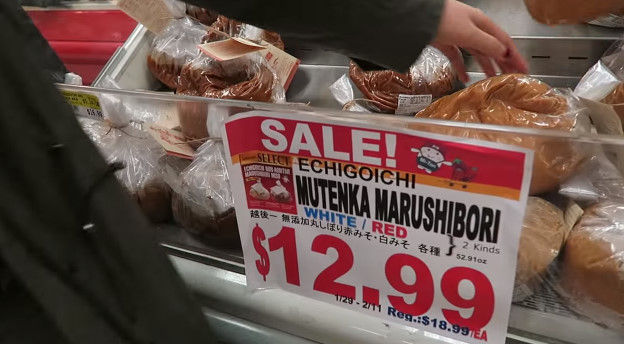 SALE!
SELECT
ECHIGOICHI
MUTENKA MARUSHIBORI
WHITE / RED
越後一 無添加丸しぼり赤みそ・白みそ 各種
2 Kinds
52.91oz
$12.99/EA
1/29 - 2/11 Reg.:$18.99